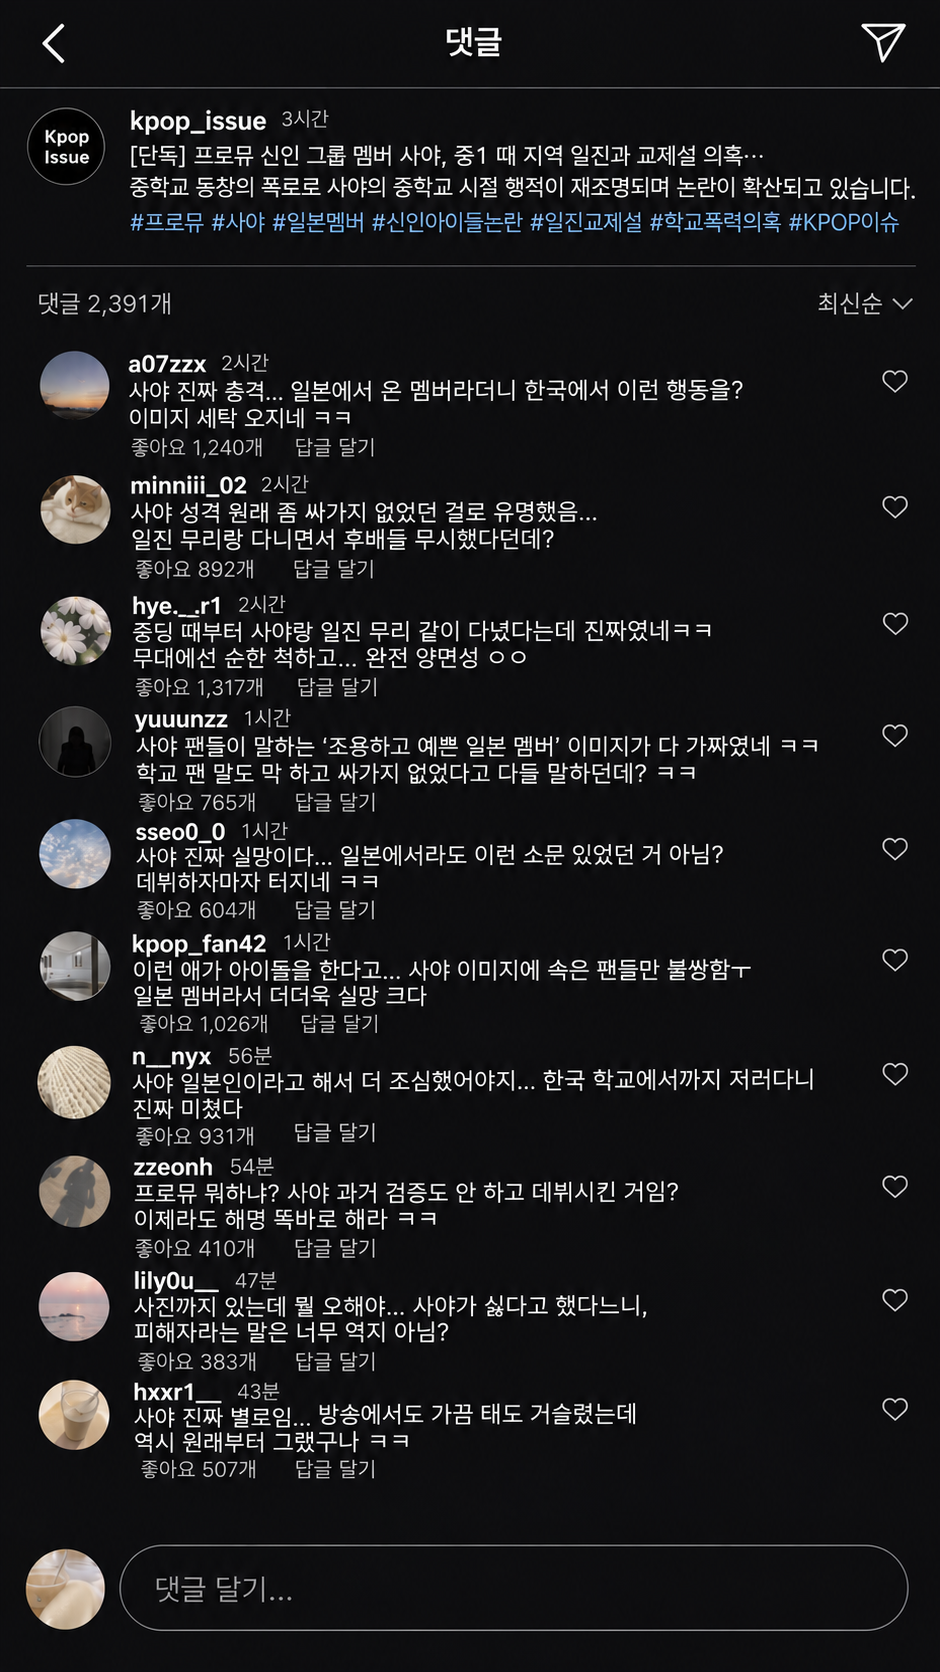 댓글
Kpop
Issue
kpop_issue 3시간
[단독] 프로뮤 신인 그룹 멤버 사야, 중1 때 지역 일진과 교제설 의혹…
중학교 동창의 폭로로 사야의 중학교 시절 행적이 재조명되며 논란이 확산되고 있습니다.
#프로뮤 #사야 #일본멤버 #신인아이들논란 #일진교제설 #학교폭력의혹 #KPOP이슈
댓글 2,391개 최신순
a07zzx 2시간
사야 진짜 충격... 일본에서 온 멤버라더니 한국에서 이런 행동을?
이미지 세탁 오지네 ㅋㅋ
좋아요 1,240개 답글 달기
minniii_02 2시간
사야 성격 원래 좀 싸가지 없었던 걸로 유명했음...
일진 무리랑 다니면서 후배들 무시했다던데?
좋아요 892개 답글 달기
hye._.r1 2시간
중딩 때부터 사야랑 일진 무리 같이 다녔다는데 진짜였네ㅋㅋ
무대에선 순한 척하고... 완전 양면성 ㅇㅇ
좋아요 1,317개 답글 달기
yuuunzz 1시간
사야 팬들이 말하는 ‘조용하고 예쁜 일본 멤버’ 이미지가 다 가짜였네 ㅋㅋ
학교 팬 말도 막 하고 싸가지 없었다고 다들 말하던데? ㅋㅋ
좋아요 765개 답글 달기
sseo0_0 1시간
사야 진짜 실망이다... 일본에서라도 이런 소문 있었던 거 아님?
데뷔하자마자 터지네 ㅋㅋ
좋아요 604개 답글 달기
kpop_fan42 1시간
이런 애가 아이돌을 한다고... 사야 이미지에 속은 팬들만 불쌍함ㅜ
일본 멤버라서 더더욱 실망 크다
좋아요 1,026개 답글 달기
n__nyx 56분
사야 일본인이라고 해서 더 조심했어야지... 한국 학교에서까지 저러다니
진짜 미쳤다
좋아요 931개 답글 달기
zzeonh 54분
프로뮤 뭐하냐? 사야 과거 검증도 안 하고 데뷔시킨 거임?
이제라도 해명 똑바로 해라 ㅋㅋ
좋아요 410개 답글 달기
lily0u__ 47분
사진까지 있는데 뭘 오해야... 사야가 싫다고 했다느니,
피해자라는 말은 너무 역지 아님?
좋아요 383개 답글 달기
hxxr1__ 43분
사야 진짜 별로임... 방송에서도 가끔 태도 거슬렸는데
역시 원래부터 그랬구나 ㅋㅋ
좋아요 507개 답글 달기
댓글 달기...